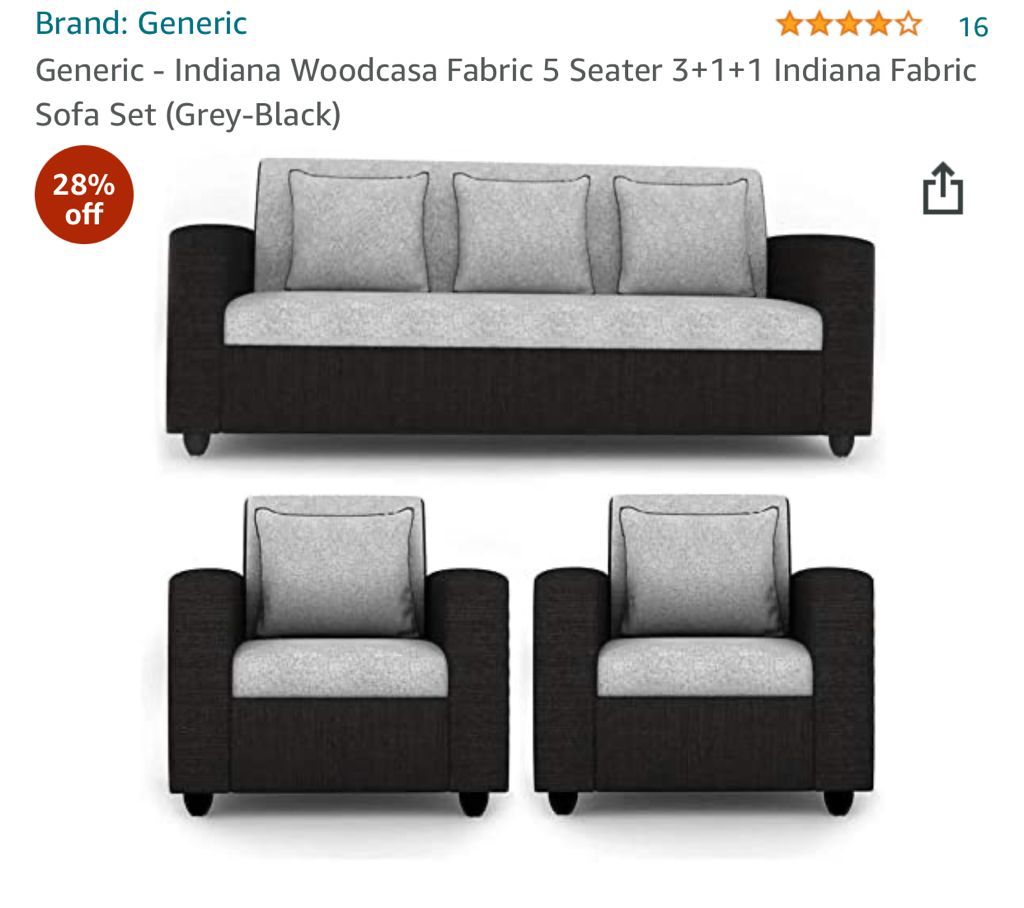 Brand: Generic
16
Generic - Indiana Woodcasa Fabric 5 Seater 3+1+1 Indiana Fabric
Sofa Set (Grey-Black)
28%
off